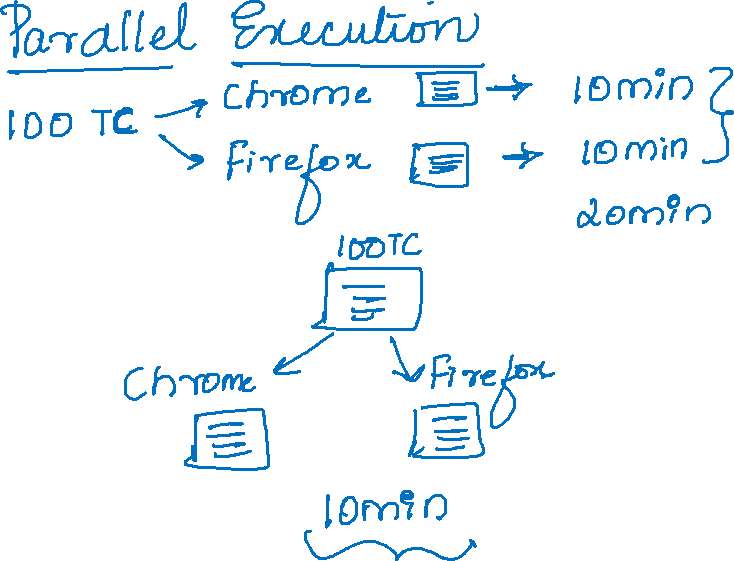 Parallel Execution
100 TC Chrome 10min
Firefox 10min
20min
100TC
Chrome Firefox
10min